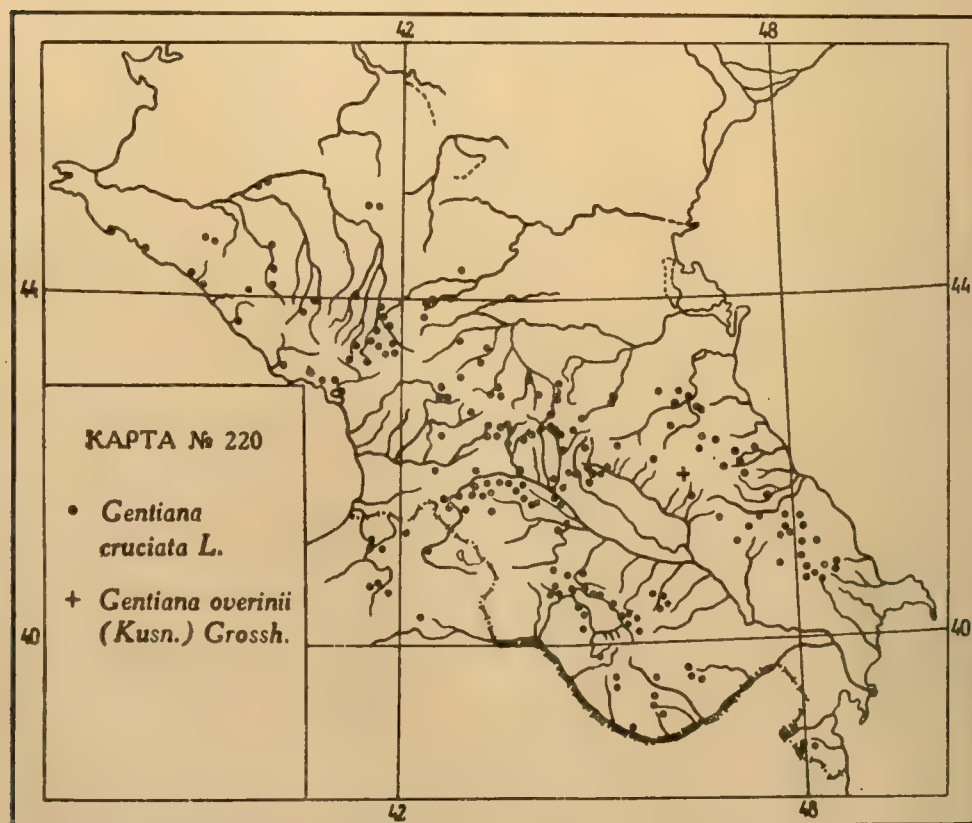 42 48
44 44
КАРТА № 220
• Gentiana
cruciata L.
+ Gentiana overinii
(Kusn.) Grossh.
40 40
42 48